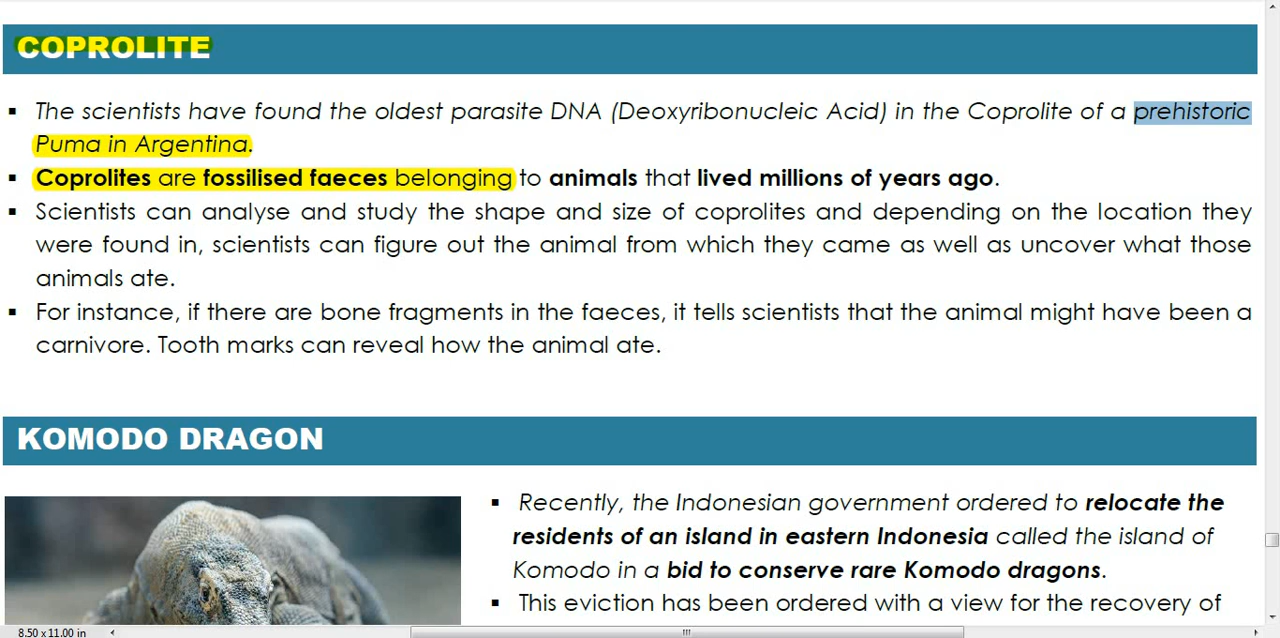 COPROLITE
▪ The scientists have found the oldest parasite DNA (Deoxyribonucleic Acid) in the Coprolite of a prehistoric
Puma in Argentina.
▪ Coprolites are fossilised faeces belonging to animals that lived millions of years ago.
▪ Scientists can analyse and study the shape and size of coprolites and depending on the location they
were found in, scientists can figure out the animal from which they came as well as uncover what those
animals ate.
▪ For instance, if there are bone fragments in the faeces, it tells scientists that the animal might have been a
carnivore. Tooth marks can reveal how the animal ate.
KOMODO DRAGON
▪ Recently, the Indonesian government ordered to relocate the
residents of an island in eastern Indonesia called the island of
Komodo in a bid to conserve rare Komodo dragons.
▪ This eviction has been ordered with a view for the recovery of
8.50 x 11.00 in